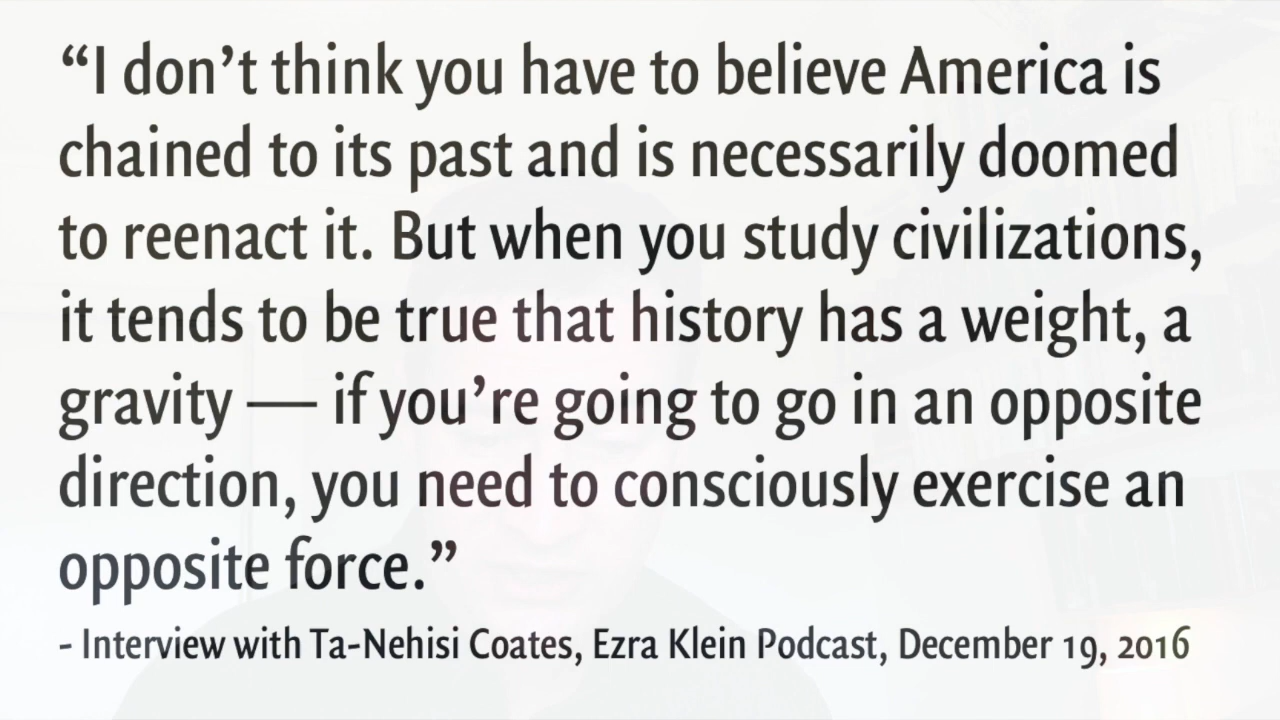 “I don’t think you have to believe America is
chained to its past and is necessarily doomed
to reenact it. But when you study civilizations,
it tends to be true that history has a weight, a
gravity — if you’re going to go in an opposite
direction, you need to consciously exercise an
opposite force.”
- Interview with Ta-Nehisi Coates, Ezra Klein Podcast, December 19, 2016